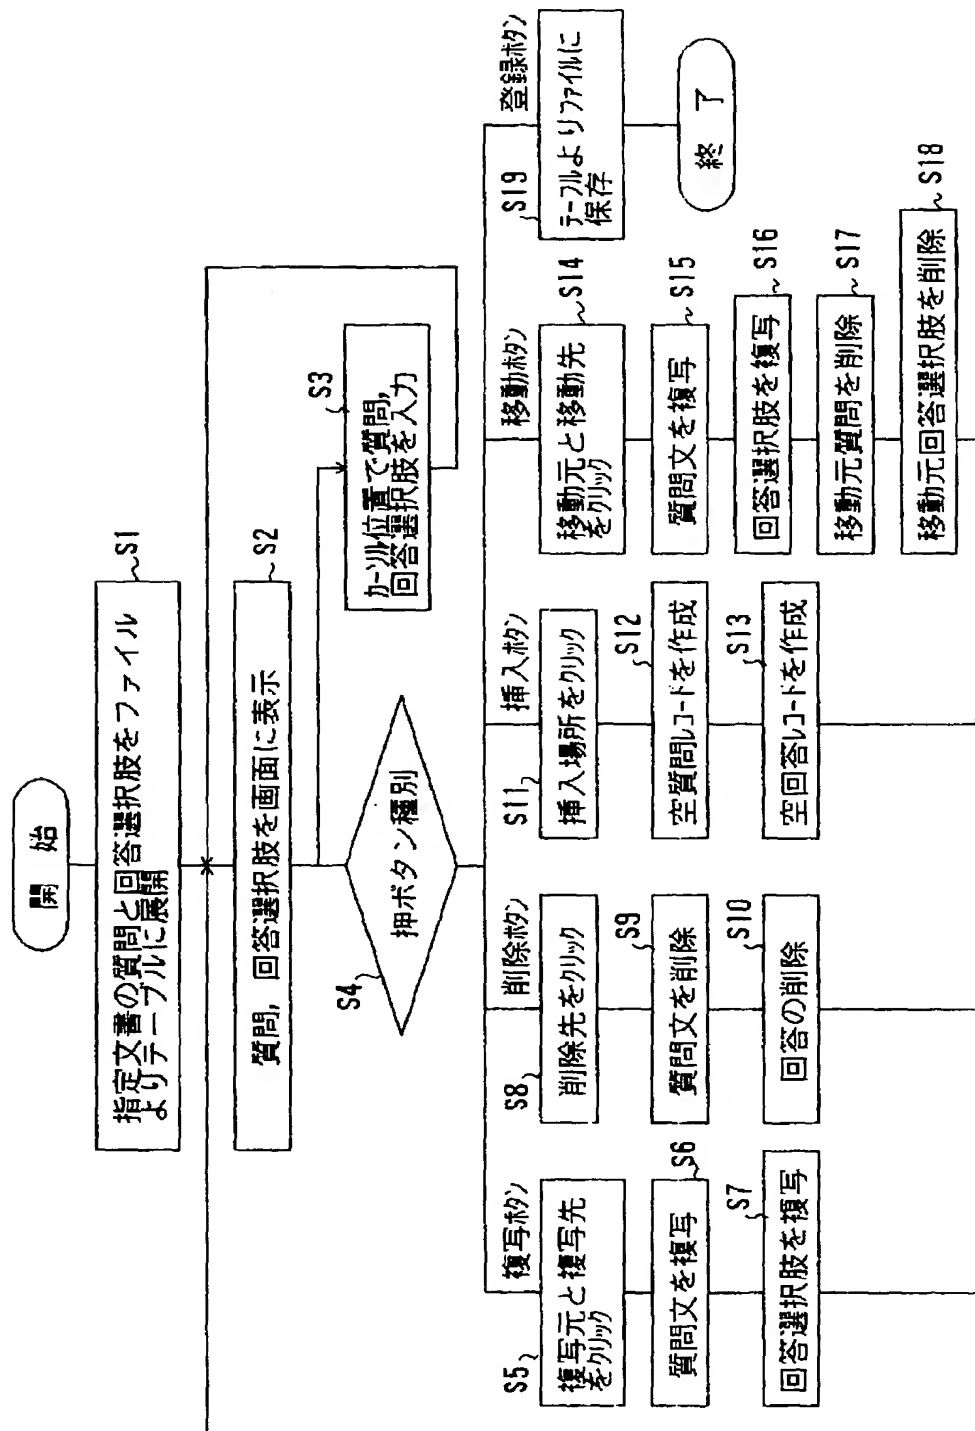 開 始
指定文書の質問と回答選択肢をファイル
よりテーブルに展開
S1
質問，回答選択肢を画面に表示
S2
カーソル位置で質問，
回答選択肢を入力
S3
押ボタン種別
S4
複写ボタン
S5
複写元と複写先
をクリック
質問文を複写
S6
S7
回答選択肢を複写
削除ボタン
S8
削除先をクリック
S9
質問文を削除
S10
回答の削除
挿入ボタン
S11
挿入場所をクリック
S12
空質問レコードを作成
S13
空回答レコードを作成
移動ボタン
移動元と移動先
をクリック
S14
質問文を複写
S15
回答選択肢を複写
S16
移動元質問を削除
S17
移動元回答選択肢を削除
S18
登録ボタン
S19
テーブルよりファイルに
保存
終 了